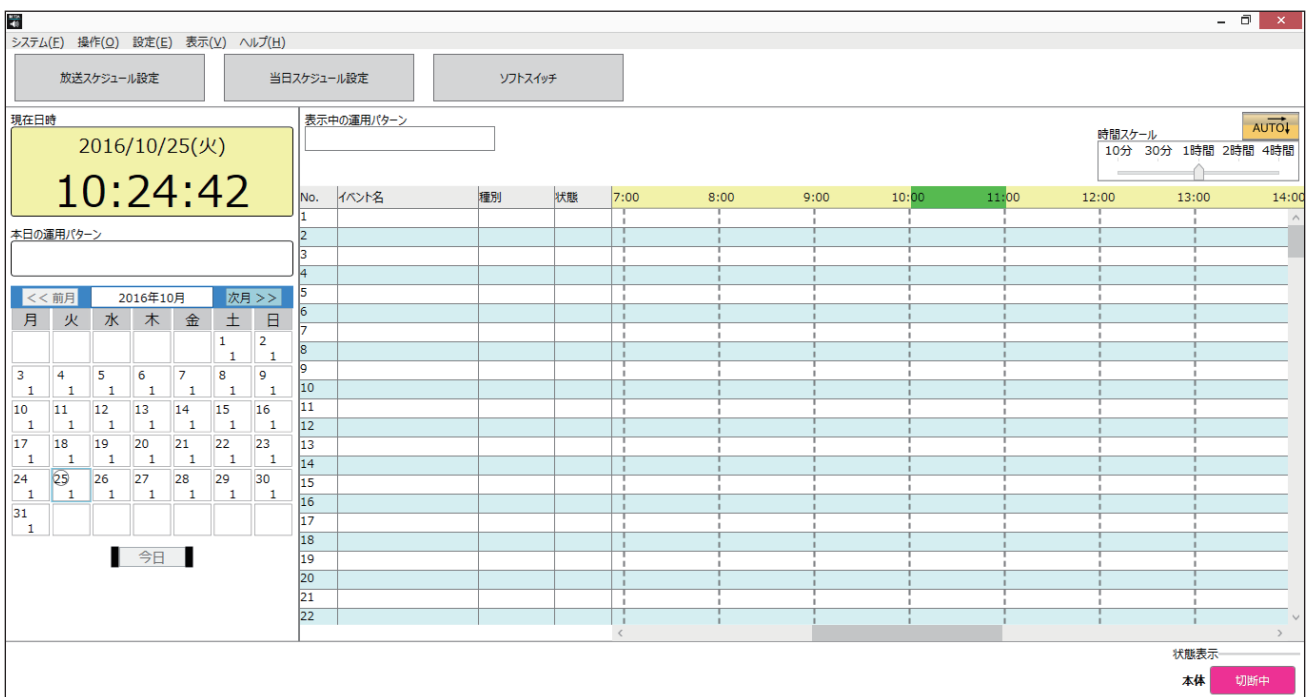 システム(F) 操作(O) 設定(E) 表示(V) ヘルプ(H)
放送スケジュール設定 当日スケジュール設定 ソフトスイッチ
現在日時
2016/10/25(火)
10:24:42
本日の運用パターン
<< 前月 2016年10月 次月 >>
月 火 水 木 金 土 日
1 2
1 1
3 4 5 6 7 8 9
1 1 1 1 1 1 1
10 11 12 13 14 15 16
1 1 1 1 1 1 1
17 18 19 20 21 22 23
1 1 1 1 1 1 1
24 25 26 27 28 29 30
1 1 1 1 1 1 1
31
1
今日
表示中の運用パターン
AUTO
時間スケール
10分 30分 1時間 2時間 4時間
No. イベント名 種別 状態 7:00 8:00 9:00 10:00 11:00 12:00 13:00 14:00
1
2
3
4
5
6
7
8
9
10
11
12
13
14
15
16
17
18
19
20
21
22
状態表示
本体 切断中